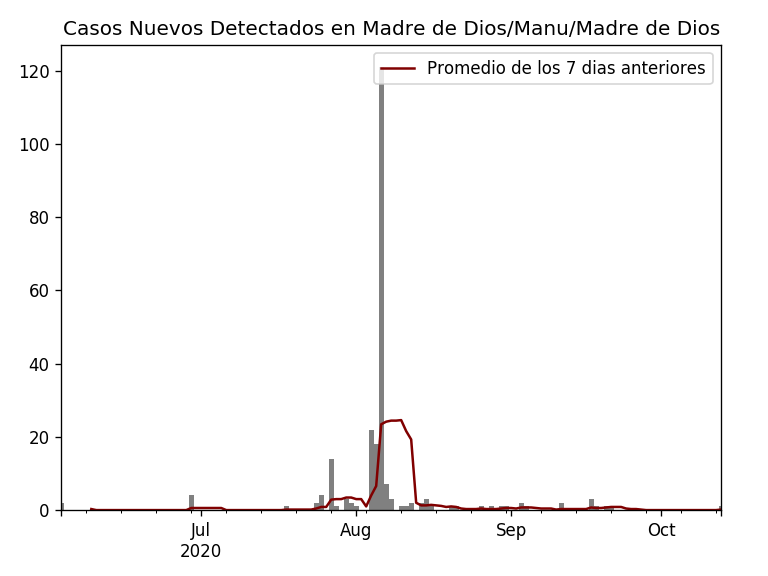 Casos Nuevos Detectados en Madre de Dios/Manu/Madre de Dios
Promedio de los 7 dias anteriores
120
100
80
60
40
20
0
Jul
2020
Aug
Sep
Oct